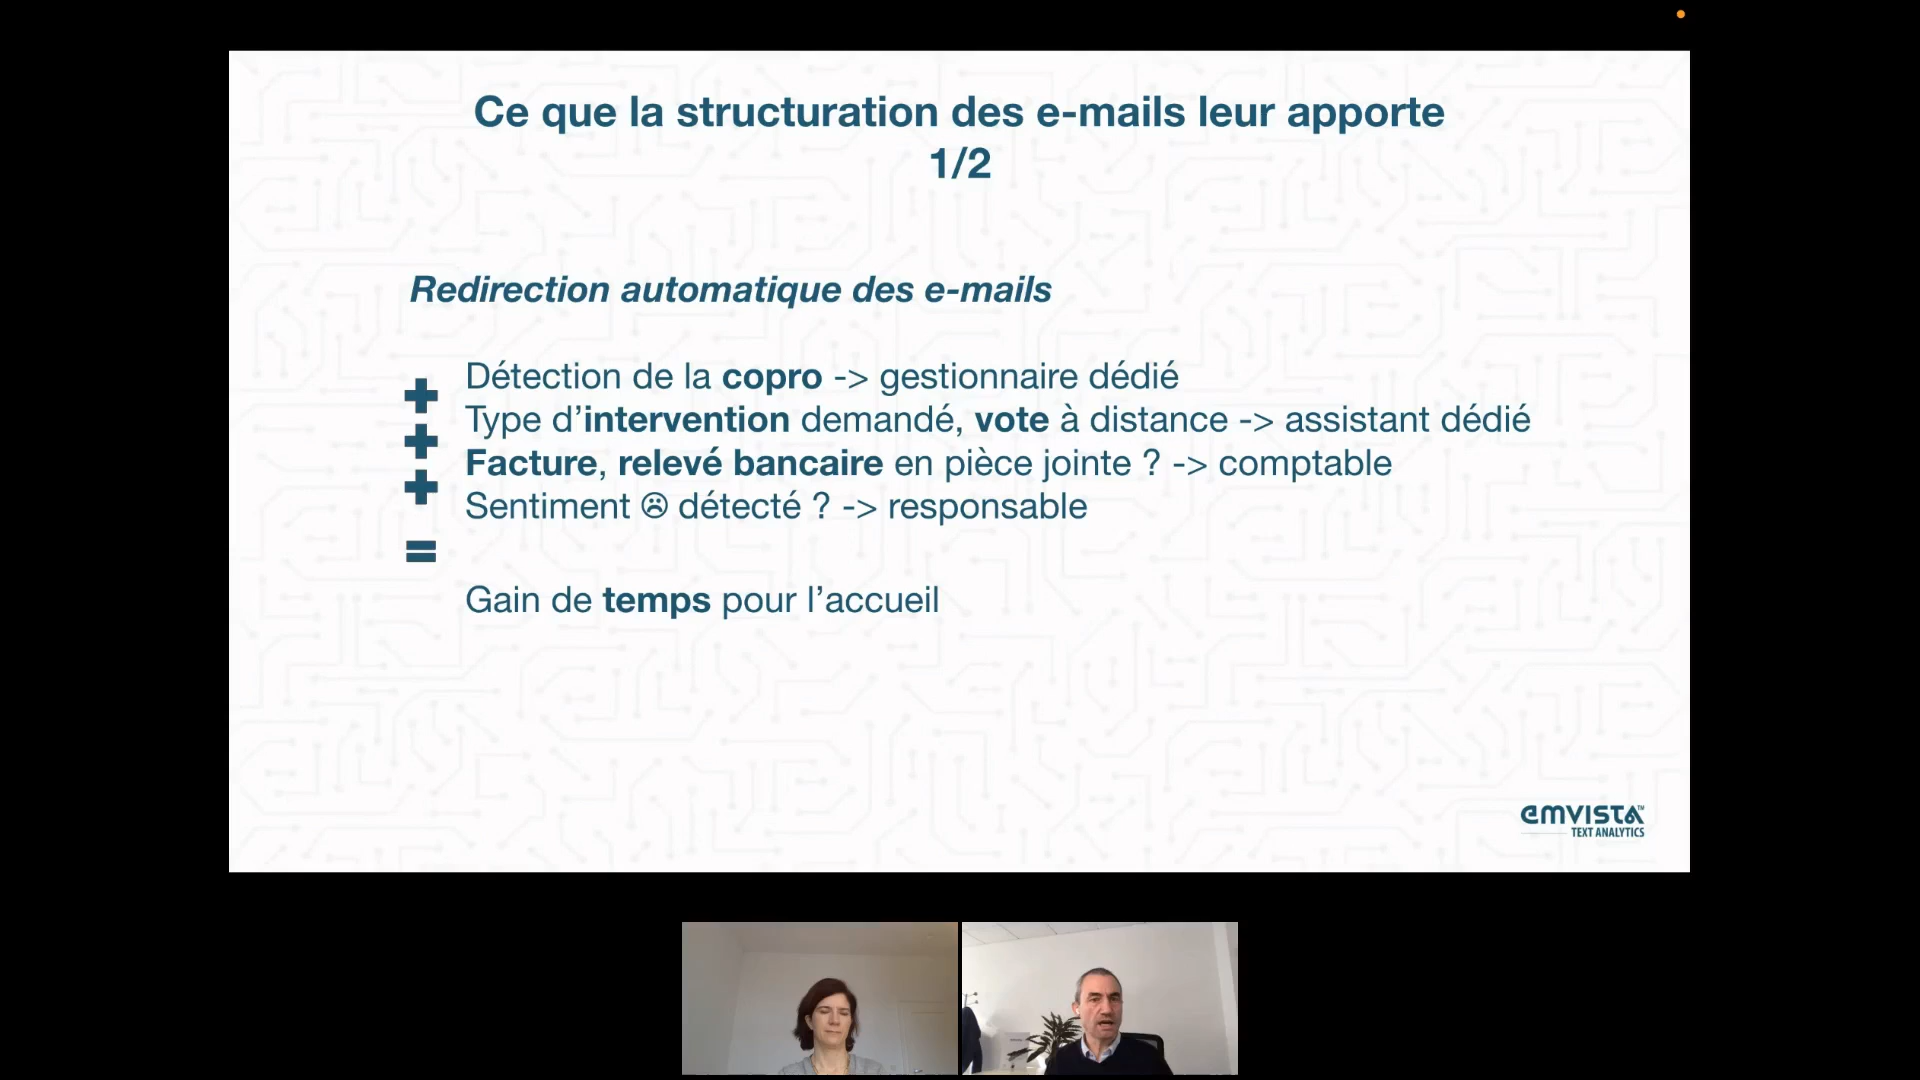 Ce que la structuration des e-mails leur apporte
1/2
Redirection automatique des e-mails
Détection de la copro -> gestionnaire dédié
Type d’intervention demandé, vote à distance -> assistant dédié
Facture, relevé bancaire en pièce jointe ? -> comptable
Sentiment ☹ détecté ? -> responsable
Gain de temps pour l’accueil
emvista™
TEXT ANALYTICS